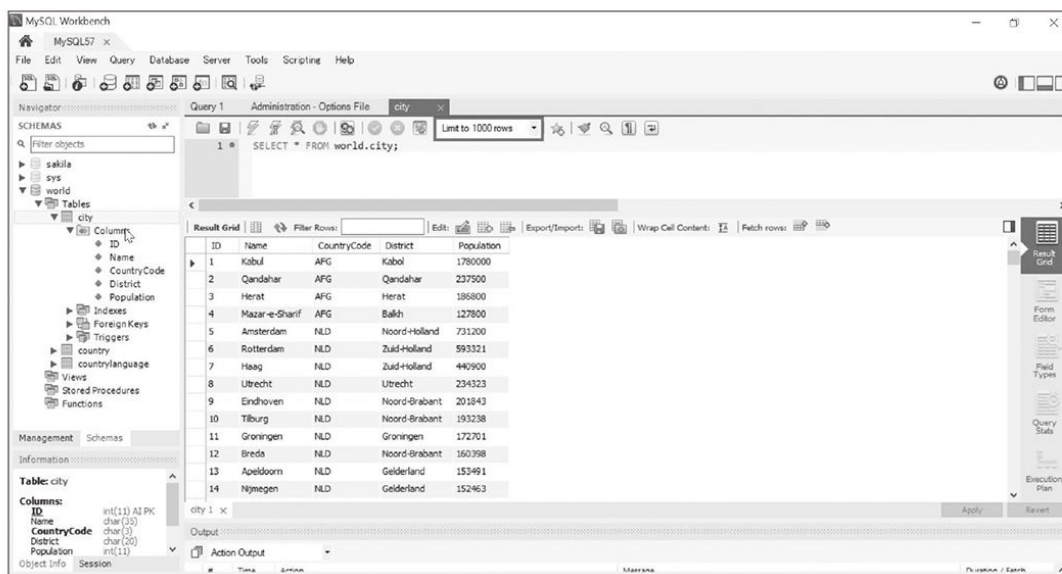 MySQL Workbench
MySQL57 ×
File Edit View Query Database Server Tools Scripting Help
Navigator
SCHEMAS
Filter objects
sakila
sys
world
Tables
city
Columns
ID
Name
CountryCode
District
Population
Indexes
Foreign Keys
Triggers
country
countrylanguage
Views
Stored Procedures
Functions
Management Schemas
Information
Table: city
Columns:
ID int(11) AI PK
Name char(35)
CountryCode char(3)
District char(20)
Population int(11)
Object Info Session
Query 1 Administration - Options File city ×
Limit to 1000 rows
1 SELECT * FROM world.city;
Result Grid Filter Rows: Edit: Export/Import: Wrap Cell Content: Fetch rows:
ID Name CountryCode District Population
1 Kabul AFG Kabol 1780000
2 Qandahar AFG Qandahar 237500
3 Herat AFG Herat 186800
4 Mazar-e-Sharif AFG Balkh 127800
5 Amsterdam NLD Noord-Holland 731200
6 Rotterdam NLD Zuid-Holland 593321
7 Haag NLD Zuid-Holland 440900
8 Utrecht NLD Utrecht 234323
9 Eindhoven NLD Noord-Brabant 201843
10 Tilburg NLD Noord-Brabant 193238
11 Groningen NLD Groningen 172701
12 Breda NLD Noord-Brabant 160398
13 Apeldoorn NLD Gelderland 153491
14 Nijmegen NLD Gelderland 152463
Result Grid
Form Editor
Field Types
Query Stats
Execution Plan
city 1 × Apply Revert
Output
Action Output
# Time Action Message Duration / Fetch